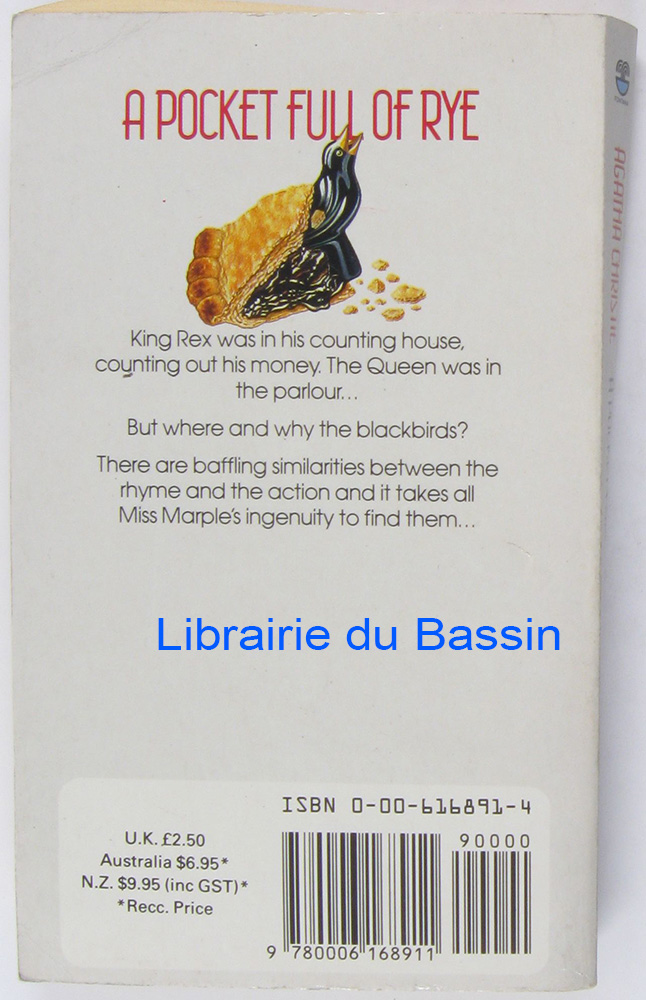 A POCKET FULL OF RYE
King Rex was in his counting house,
counting out his money. The Queen was in
the parlour...
But where and why the blackbirds?
There are baffling similarities between the
rhyme and the action and it takes all
Miss Marple's ingenuity to find them...
Librairie du Bassin
ISBN 0-00-616891-4
U.K. £2.50
Australia $6.95*
N.Z. $9.95 (inc GST)*
*Recc. Price
90000
9 780006 168911
AGATHA CHRISTIE